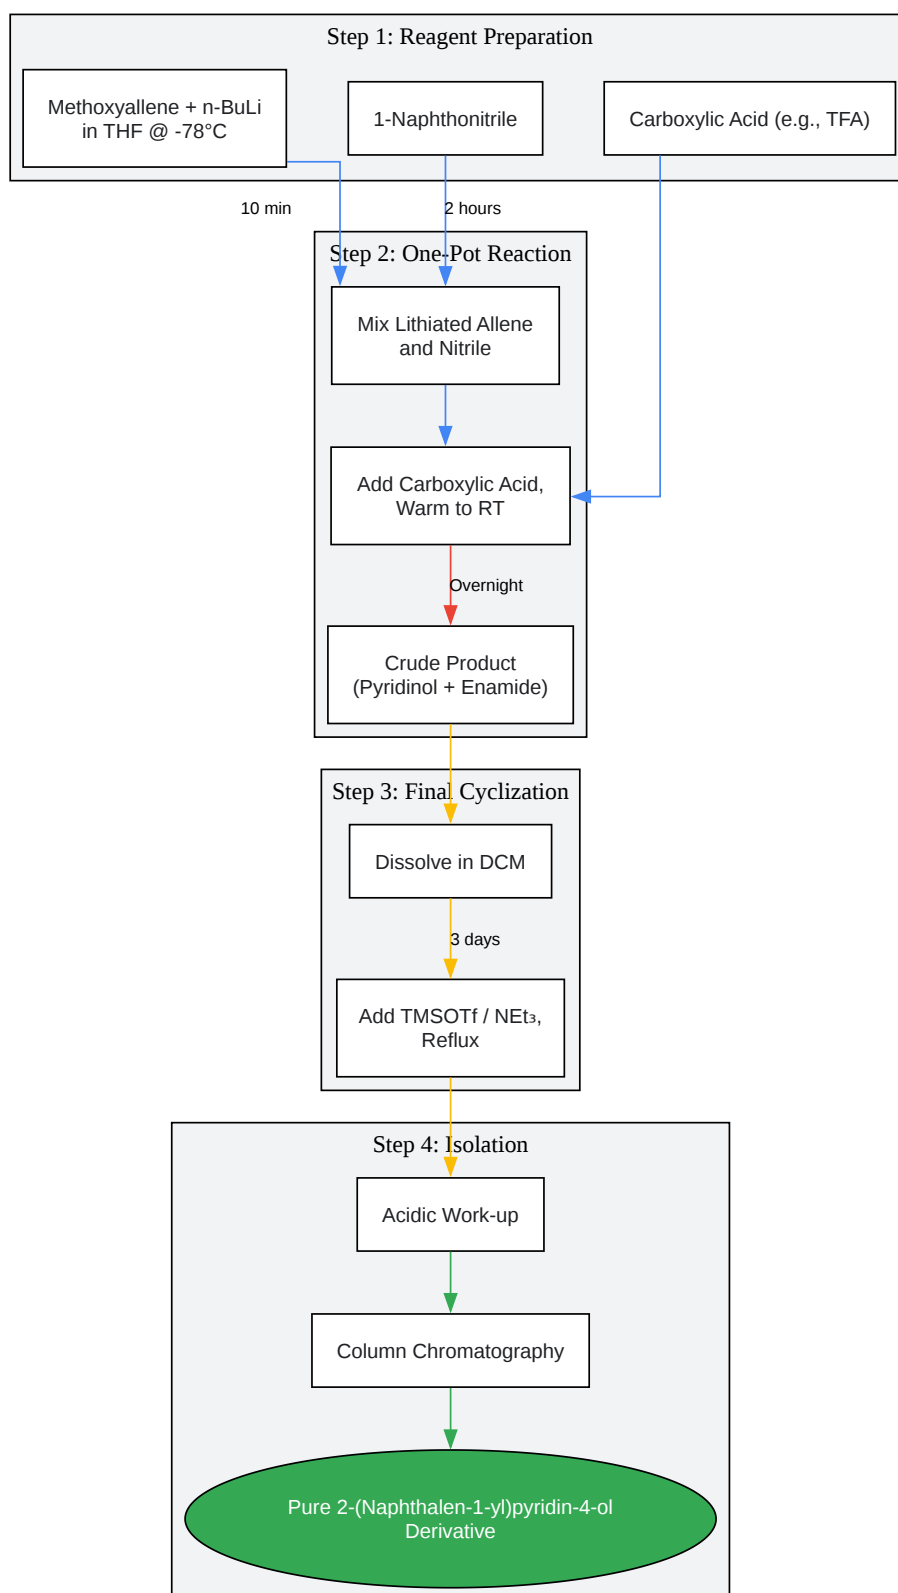 Step 1: Reagent Preparation
Methoxyallene + n-BuLi
in THF @ -78°C
1-Naphthonitrile
Carboxylic Acid (e.g., TFA)
10 min
2 hours
Step 2: One-Pot Reaction
Mix Lithiated Allene
and Nitrile
Add Carboxylic Acid,
Warm to RT
Overnight
Crude Product
(Pyridinol + Enamide)
Step 3: Final Cyclization
Dissolve in DCM
3 days
Add TMSOTf / NEt₃,
Reflux
Step 4: Isolation
Acidic Work-up
Column Chromatography
Pure 2-(Naphthalen-1-yl)pyridin-4-ol
Derivative